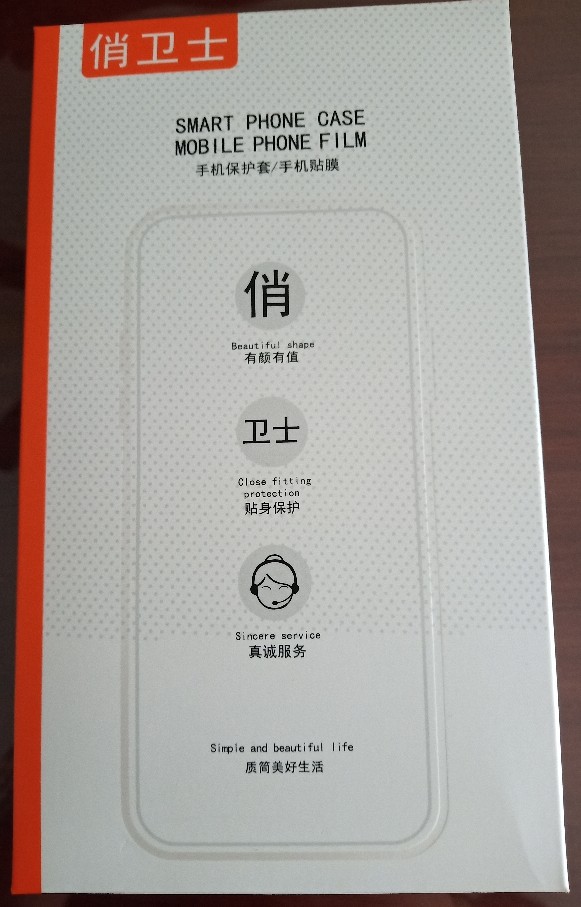 俏卫士
SMART PHONE CASE
MOBILE PHONE FILM
手机保护套/手机贴膜
俏
Beautiful shape
有颜有值
卫士
Close fitting
protection
贴身保护
Sincere service
真诚服务
Simple and beautiful life
质简美好生活